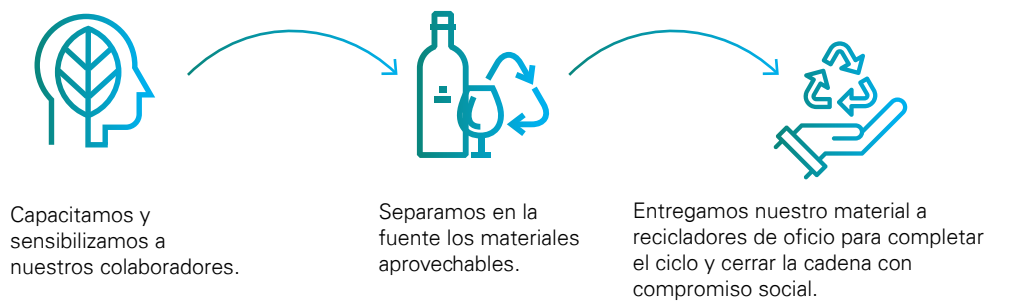 Capacitamos y
sensibilizamos a
nuestros colaboradores.
Separamos en la
fuente los materiales
aprovechables.
Entregamos nuestro material a
recicladores de oficio para completar
el ciclo y cerrar la cadena con
compromiso social.